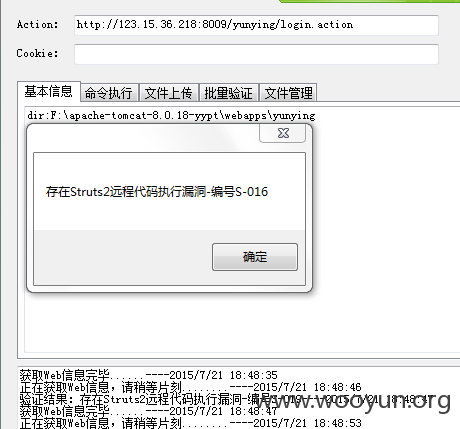 Action: http://123.15.36.218:8009/yunying/login.action
Cookie:
基本信息 命令执行 文件上传 批量验证 文件管理
dir:F:\apache-tomcat-8.0.18-yypt\webapps\yunying
存在Struts2远程代码执行漏洞-编号S-016
确定
获取Web信息完毕......----2015/7/21 18:48:35
正在获取Web信息，请稍等片刻........----2015/7/21 18:48:46
验证结果：存在Struts2远程代码执行漏洞-编号S-019----2015/7/21 18:48:47
获取Web信息完毕......----2015/7/21 18:48:47
正在获取Web信息，请稍等片刻........----2015/7/21 18:48:53
www.wooyun.org